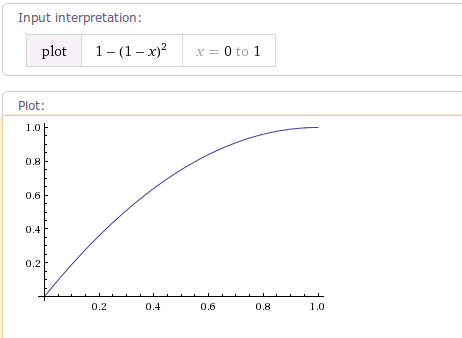 Input interpretation:
plot 1 – (1 – x)² x = 0 to 1
Plot:
1.0
0.8
0.6
0.4
0.2
0.2 0.4 0.6 0.8 1.0